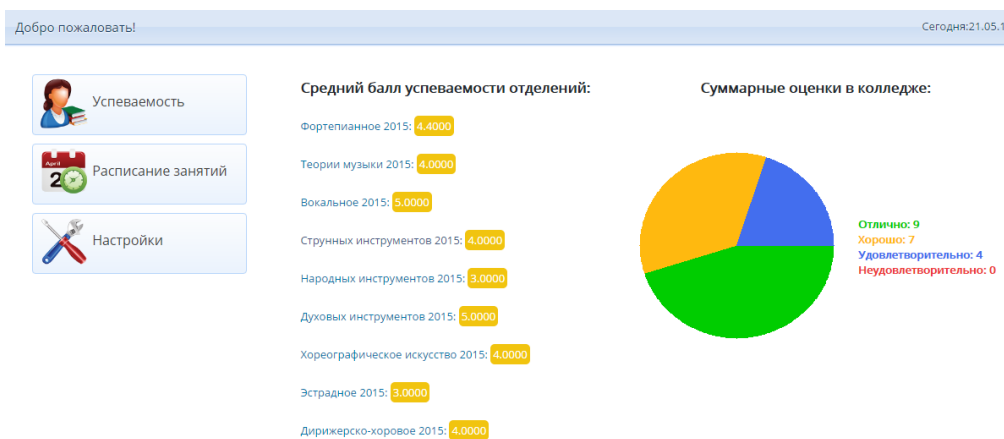 Добро пожаловать!
Сегодня:21.05.1
Успеваемость
April
2
Расписание занятий
Настройки
Средний балл успеваемости отделений:
Фортепианное 2015: 4.4000
Теории музыки 2015: 4.0000
Вокальное 2015: 5.0000
Струнных инструментов 2015: 4.0000
Народных инструментов 2015: 3.0000
Духовых инструментов 2015: 5.0000
Хореографическое искусство 2015: 4.0000
Эстрадное 2015: 3.0000
Дирижерско-хоровое 2015: 4.0000
Суммарные оценки в колледже:
Отлично: 9
Хорошо: 7
Удовлетворительно: 4
Неудовлетворительно: 0